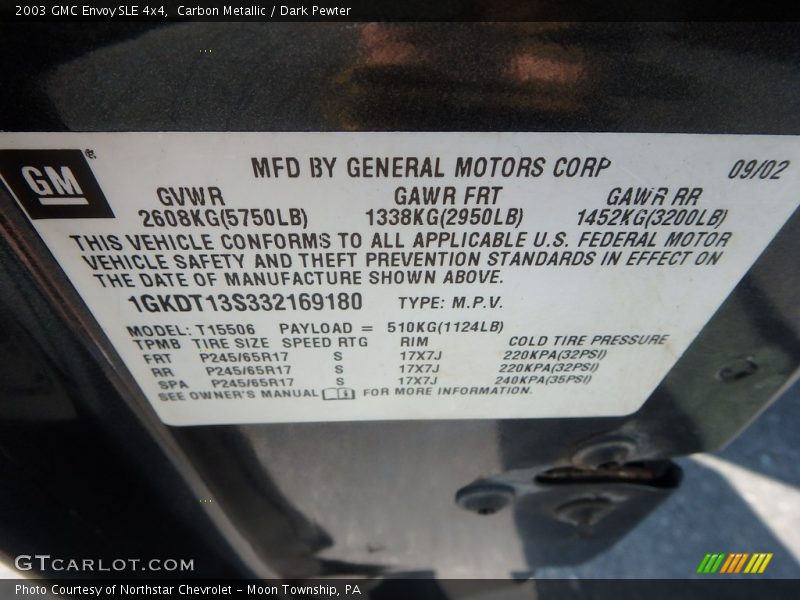 2003 GMC Envoy SLE 4x4, Carbon Metallic / Dark Pewter
GM
MFD BY GENERAL MOTORS CORP 09/02
GVWR GAWR FRT GAWR RR
2608KG(5750LB) 1338KG(2950LB) 1452KG(3200LB)
THIS VEHICLE CONFORMS TO ALL APPLICABLE U.S. FEDERAL MOTOR
VEHICLE SAFETY AND THEFT PREVENTION STANDARDS IN EFFECT ON
THE DATE OF MANUFACTURE SHOWN ABOVE.
1GKDT13S332169180 TYPE: M.P.V.
MODEL: T15506 PAYLOAD = 510KG(1124LB)
TPMB TIRE SIZE SPEED RTG RIM COLD TIRE PRESSURE
FRT P245/65R17 S 17X7J 220KPA(32PSI)
RR P245/65R17 S 17X7J 220KPA(32PSI)
SPA P245/65R17 S 17X7J 240KPA(35PSI)
SEE OWNER'S MANUAL FOR MORE INFORMATION.
GTCARLOT.COM
Photo Courtesy of Northstar Chevrolet - Moon Township, PA